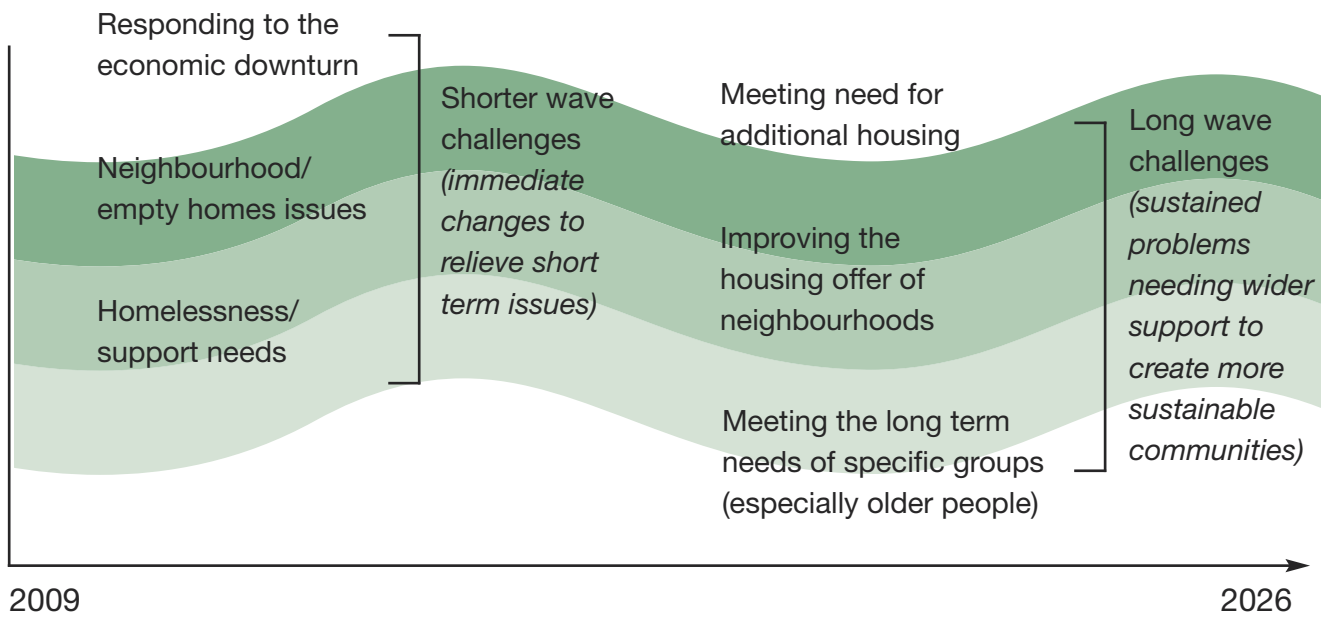 Responding to the
economic downturn
Neighbourhood/
empty homes issues
Homelessness/
support needs
Shorter wave
challenges
(immediate
changes to
relieve short
term issues)
Meeting need for
additional housing
Improving the
housing offer of
neighbourhoods
Meeting the long term
needs of specific groups
(especially older people)
Long wave
challenges
(sustained
problems
needing wider
support to
create more
sustainable
communities)
2009
2026